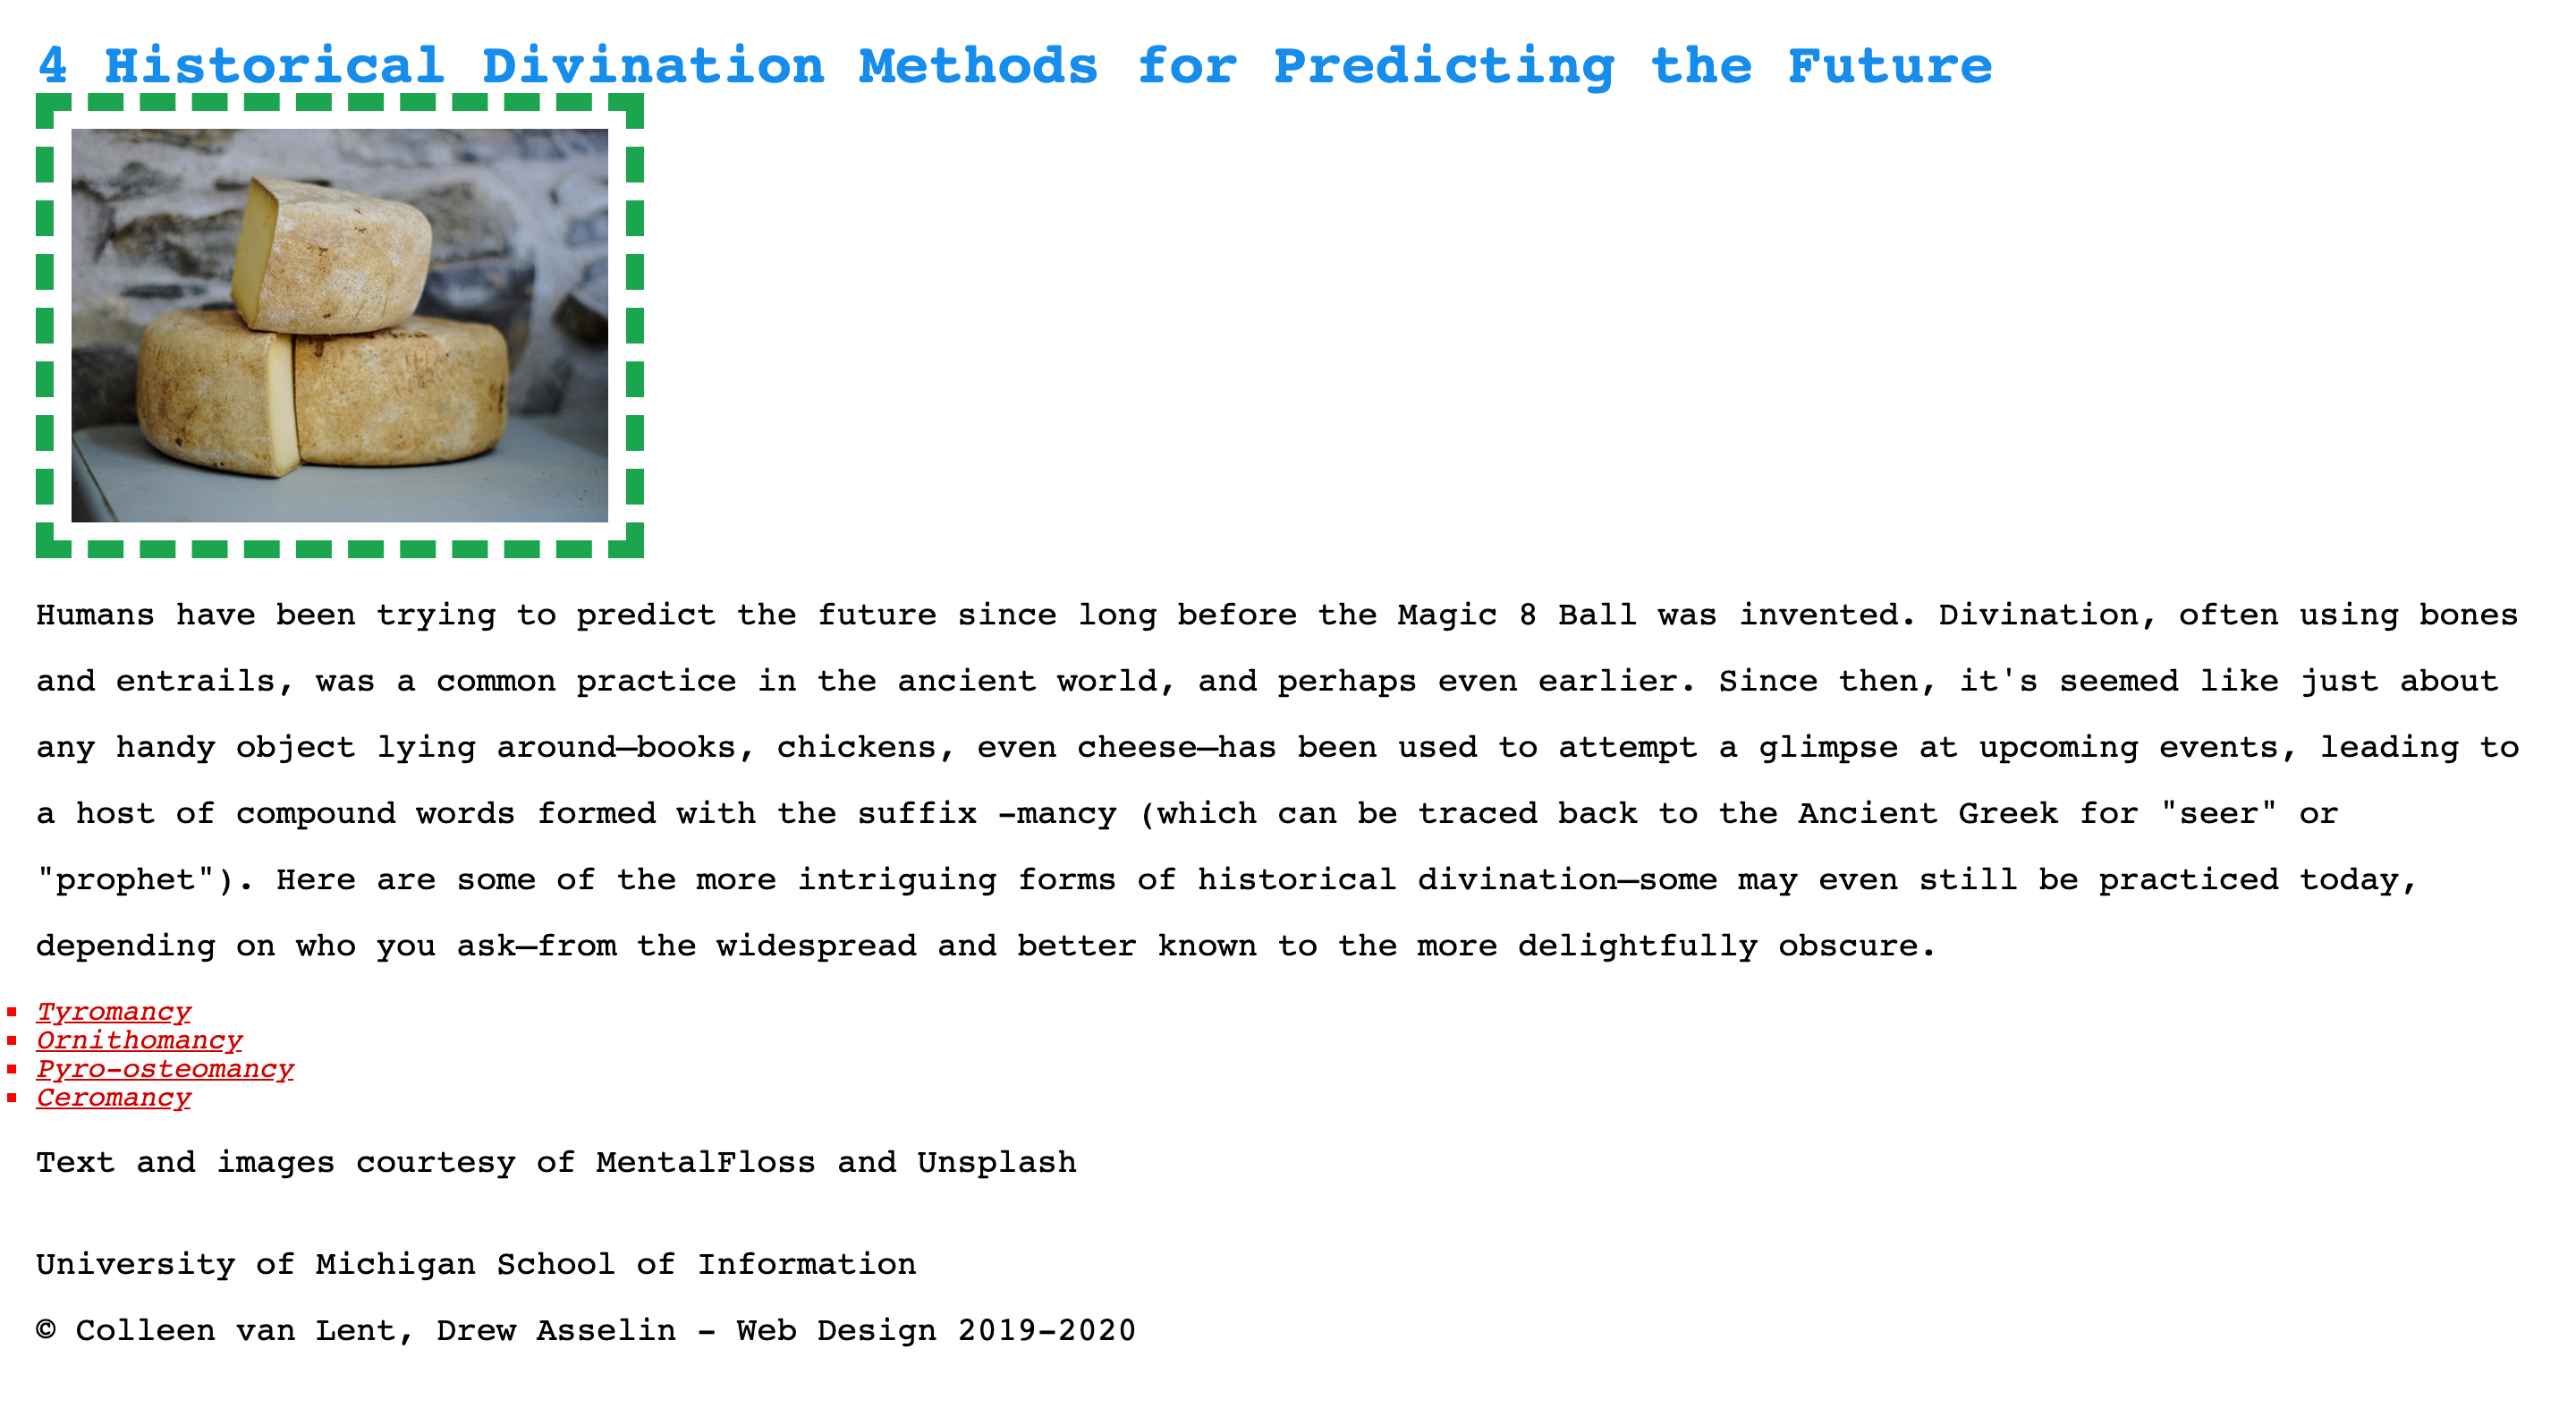 4 Historical Divination Methods for Predicting the Future
Humans have been trying to predict the future since long before the Magic 8 Ball was invented. Divination, often using bones
and entrails, was a common practice in the ancient world, and perhaps even earlier. Since then, it's seemed like just about
any handy object lying around—books, chickens, even cheese—has been used to attempt a glimpse at upcoming events, leading to
a host of compound words formed with the suffix -mancy (which can be traced back to the Ancient Greek for "seer" or
"prophet"). Here are some of the more intriguing forms of historical divination—some may even still be practiced today,
depending on who you ask—from the widespread and better known to the more delightfully obscure.
Tyromancy
Ornithomancy
Pyro-osteomancy
Ceromancy
Text and images courtesy of MentalFloss and Unsplash
University of Michigan School of Information
© Colleen van Lent, Drew Asselin - Web Design 2019-2020